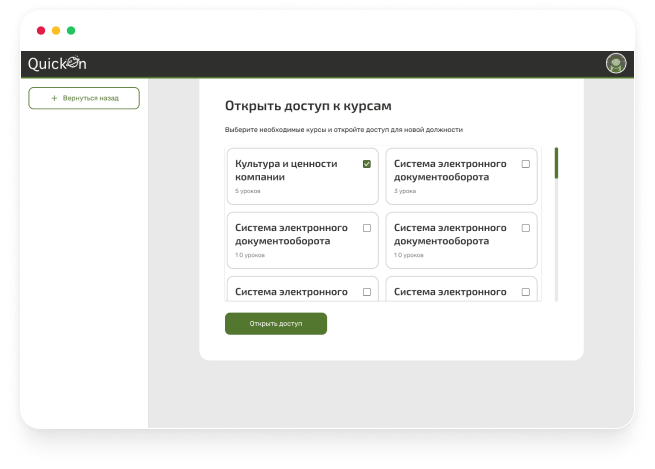 QuickOn
+ Вернуться назад
Открыть доступ к курсам
Выберите необходимые курсы и откройте доступ для новой должности
Культура и ценности
компании
5 уроков
Система электронного
документооборота
3 урока
Система электронного
документооборота
10 уроков
Система электронного
документооборота
10 уроков
Система электронного
Система электронного
Открыть доступ